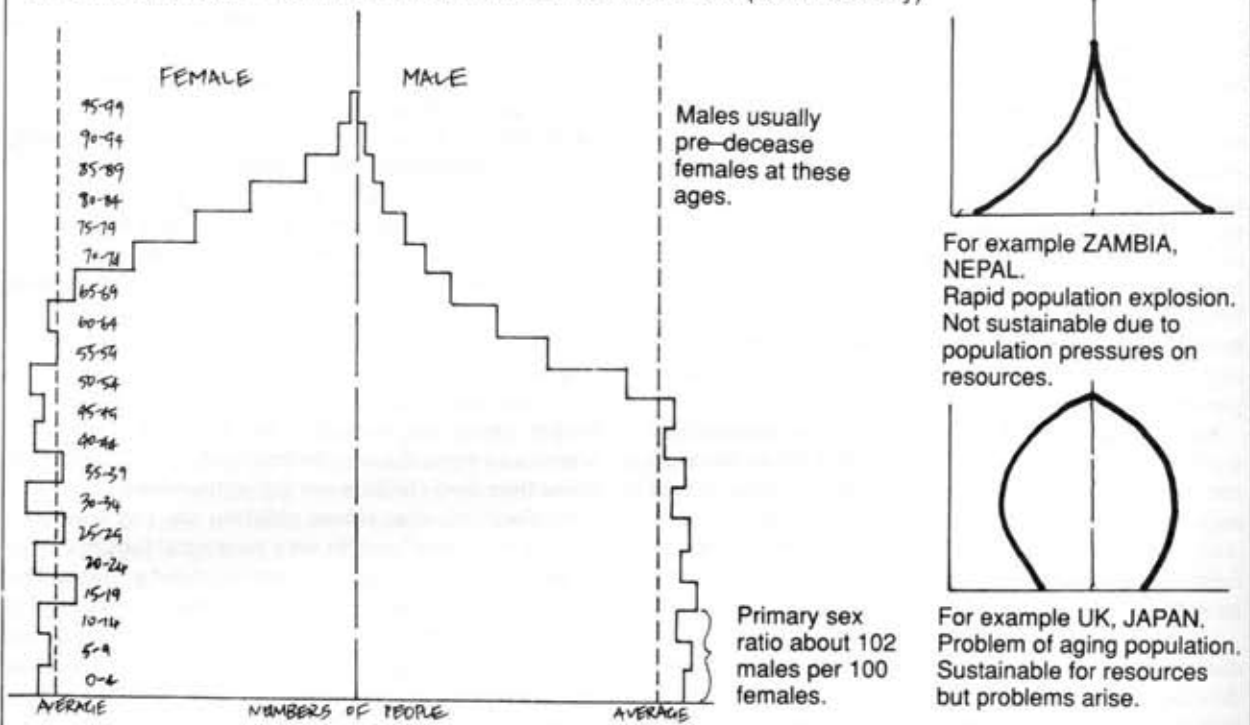 FEMALE MALE
95-99
90-94
85-89
80-84
75-79
70-74
65-69
60-64
55-59
50-54
45-49
40-44
35-39
30-34
25-29
20-24
15-19
10-14
5-9
0-4
AVERAGE NUMBERS OF PEOPLE AVERAGE
Males usually
pre–decease
females at these
ages.
Primary sex
ratio about 102
males per 100
females.
For example ZAMBIA,
NEPAL.
Rapid population explosion.
Not sustainable due to
population pressures on
resources.
For example UK, JAPAN.
Problem of aging population.
Sustainable for resources
but problems arise.